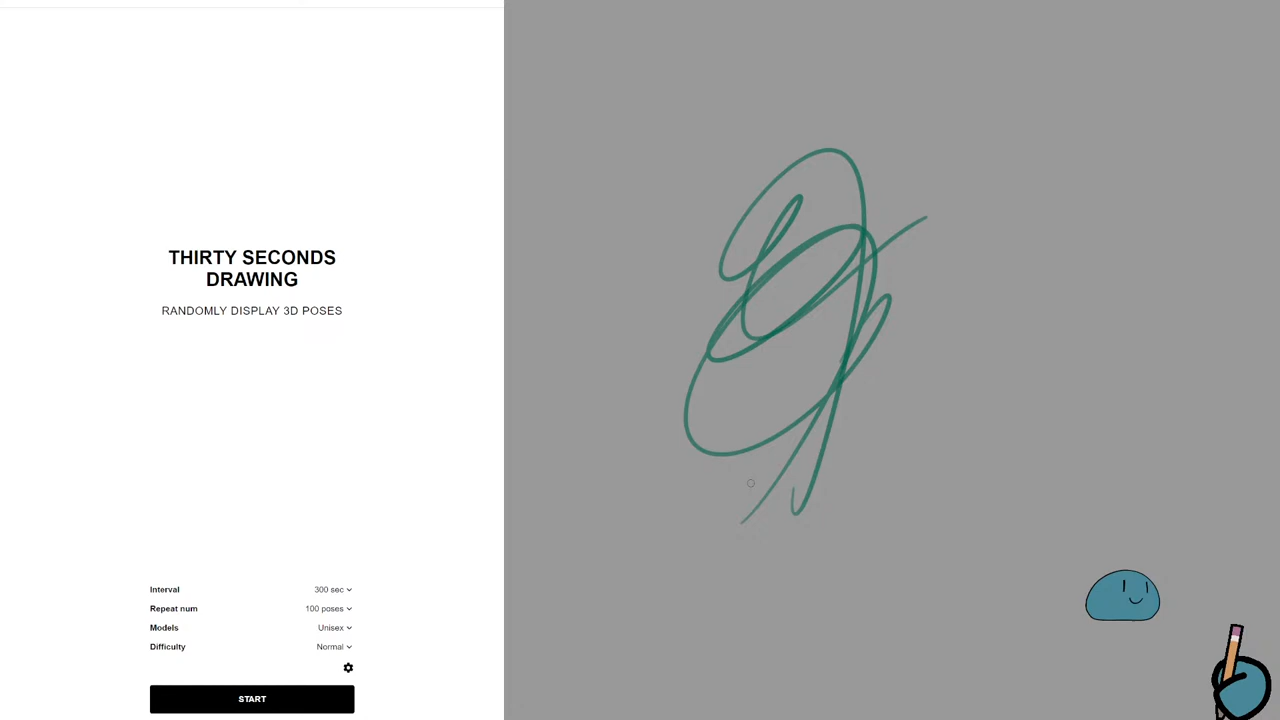 THIRTY SECONDS
DRAWING
RANDOMLY DISPLAY 3D POSES
Interval 300 sec
Repeat num 100 poses
Models Unisex
Difficulty Normal
START